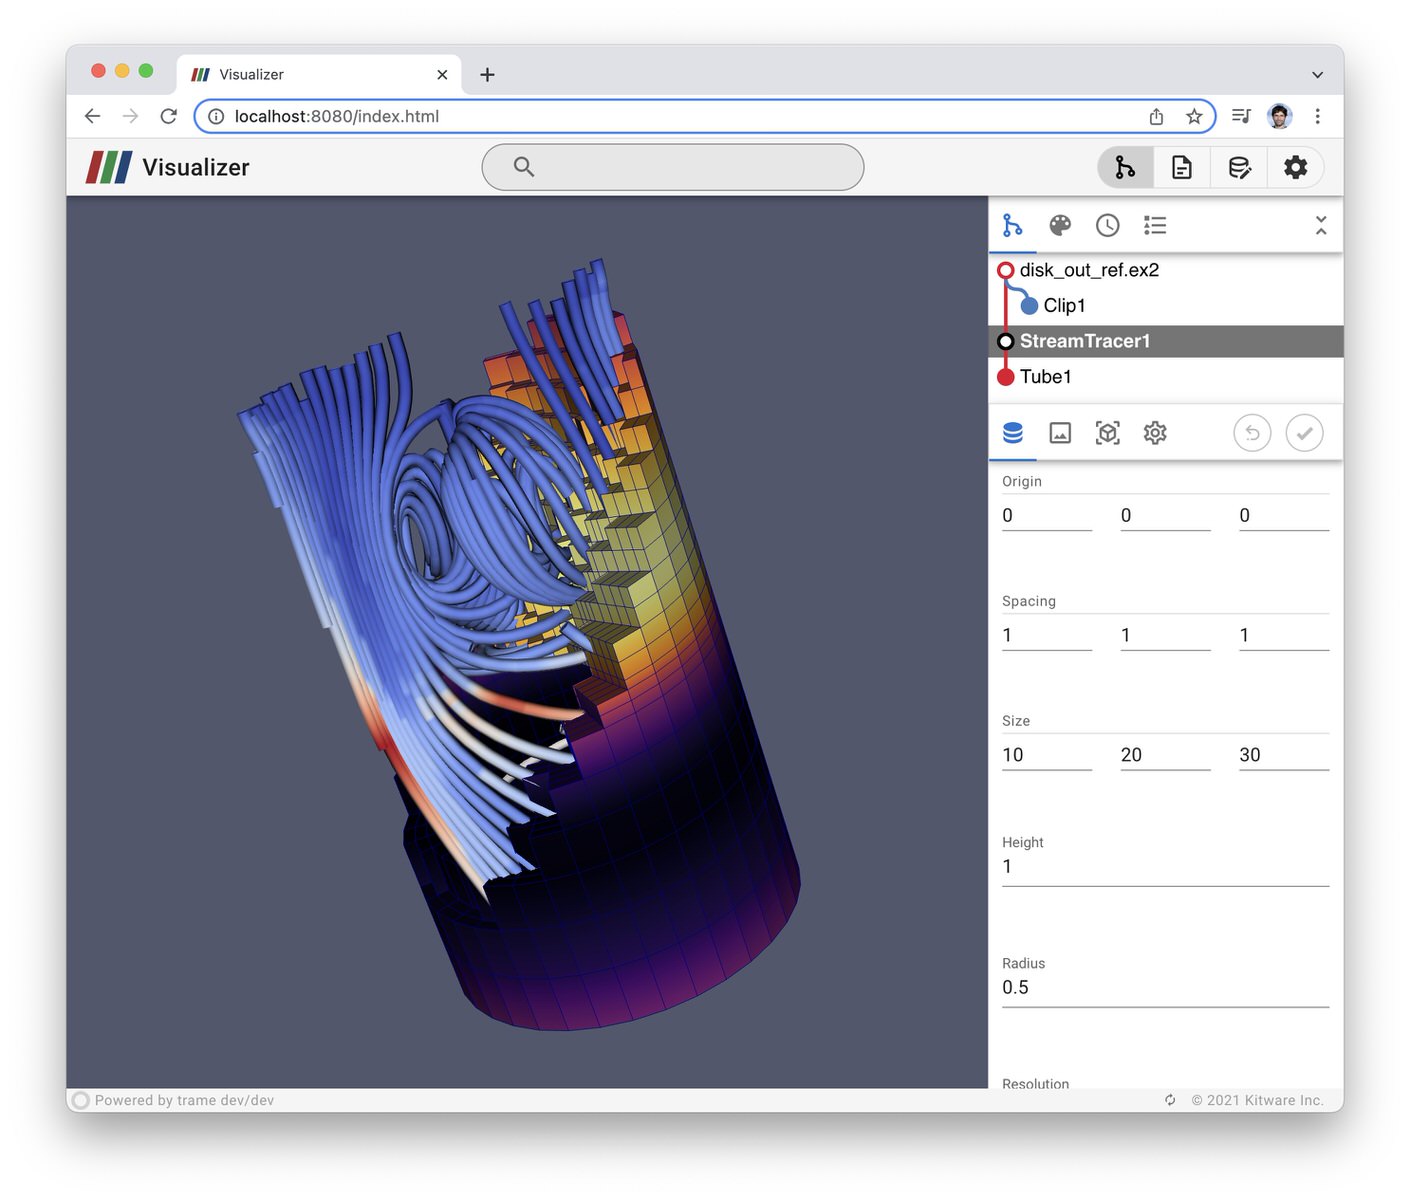 Visualizer
localhost:8080/index.html
Visualizer
disk_out_ref.ex2
Clip1
StreamTracer1
Tube1
Origin
0 0 0
Spacing
1 1 1
Size
10 20 30
Height
1
Radius
0.5
Resolution
Powered by trame dev/dev
© 2021 Kitware Inc.